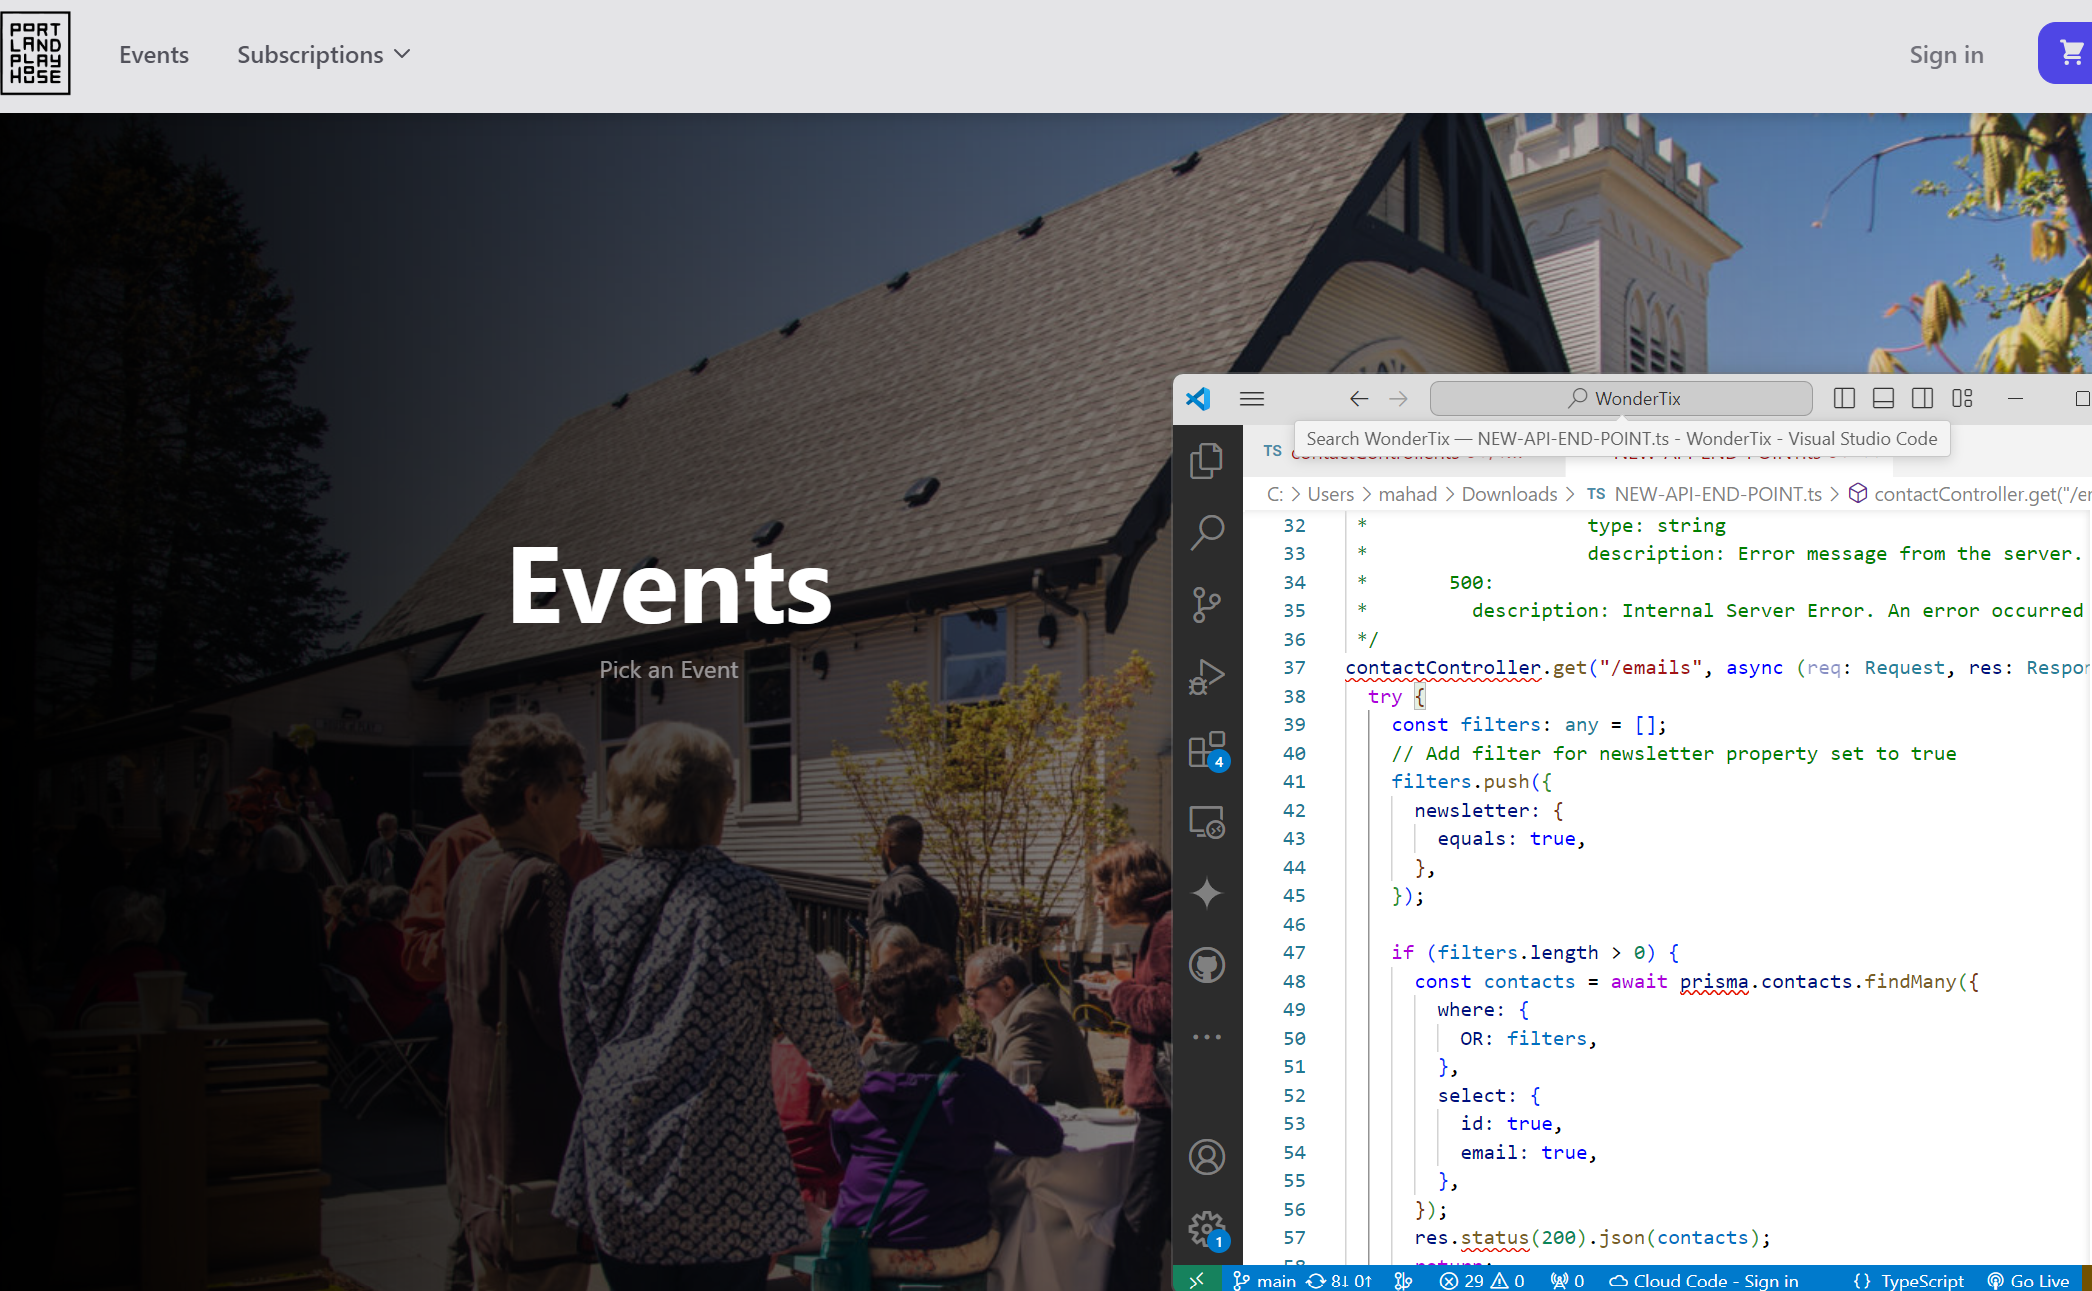 PORT
LAND
PLAY
HOUSE
Events
Subscriptions
Sign in
Events
Pick an Event
WonderTix
Search WonderTix — NEW-API-END-POINT.ts - WonderTix - Visual Studio Code
TS
C: > Users > mahad > Downloads > TS NEW-API-END-POINT.ts > contactController.get("/e
32 * type: string
33 * description: Error message from the server.
34 * 500:
35 * description: Internal Server Error. An error occurred
36 */
37 contactController.get("/emails", async (req: Request, res: Respon
38 try {
39 const filters: any = [];
40 // Add filter for newsletter property set to true
41 filters.push({
42 newsletter: {
43 equals: true,
44 },
45 });
46
47 if (filters.length > 0) {
48 const contacts = await prisma.contacts.findMany({
49 where: {
50 OR: filters,
51 },
52 select: {
53 id: true,
54 email: true,
55 },
56 });
57 res.status(200).json(contacts);
4
1
main 8↓ 0↑ 29 0 0 Cloud Code - Sign in {} TypeScript Go Live